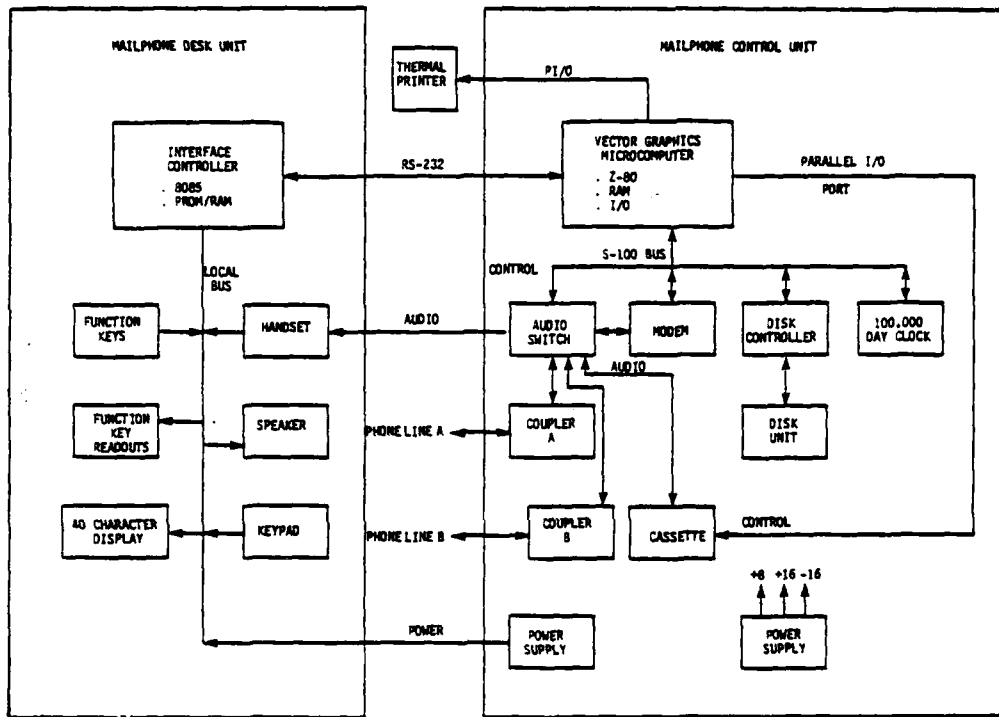 MAILPHONE DESK UNIT
MAILPHONE CONTROL UNIT
THERMAL
PRINTER
PI/O
INTERFACE
CONTROLLER
. 8085
. PROM/RAM
RS-232
VECTOR GRAPHICS
MICROCOMPUTER
. Z-80
. RAM
. I/O
PARALLEL I/O
PORT
LOCAL
BUS
CONTROL
S-100 BUS
FUNCTION
KEYS
HANDSET
AUDIO
AUDIO
SWITCH
MODEM
DISK
CONTROLLER
100,000
DAY CLOCK
AUDIO
FUNCTION
KEY
READOUTS
SPEAKER
PHONE LINE A
COUPLER
A
DISK
UNIT
40 CHARACTER
DISPLAY
KEYPAD
PHONE LINE B
COUPLER
B
CASSETTE
CONTROL
+8 +16 -16
POWER
POWER
SUPPLY
POWER
SUPPLY